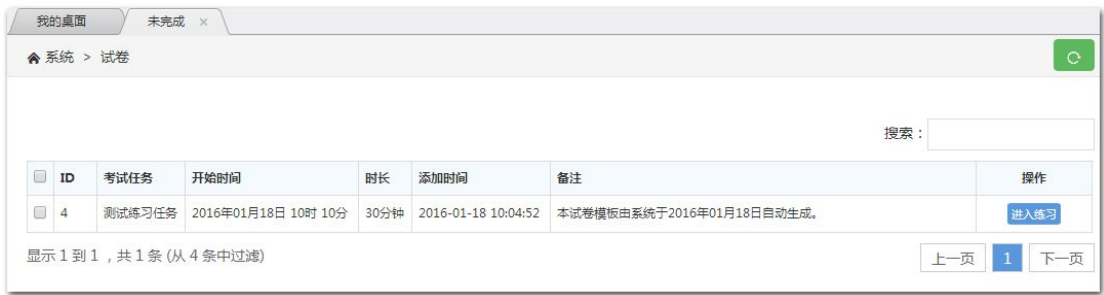 我的桌面 未完成 ×
系统 > 试卷
搜索：
ID 考试任务 开始时间 时长 添加时间 备注 操作
4 测试练习任务 2016年01月18日 10时 10分 30分钟 2016-01-18 10:04:52 本试卷模板由系统于2016年01月18日自动生成。 进入练习
显示 1 到 1 ，共 1 条 (从 4 条中过滤) 上一页 1 下一页